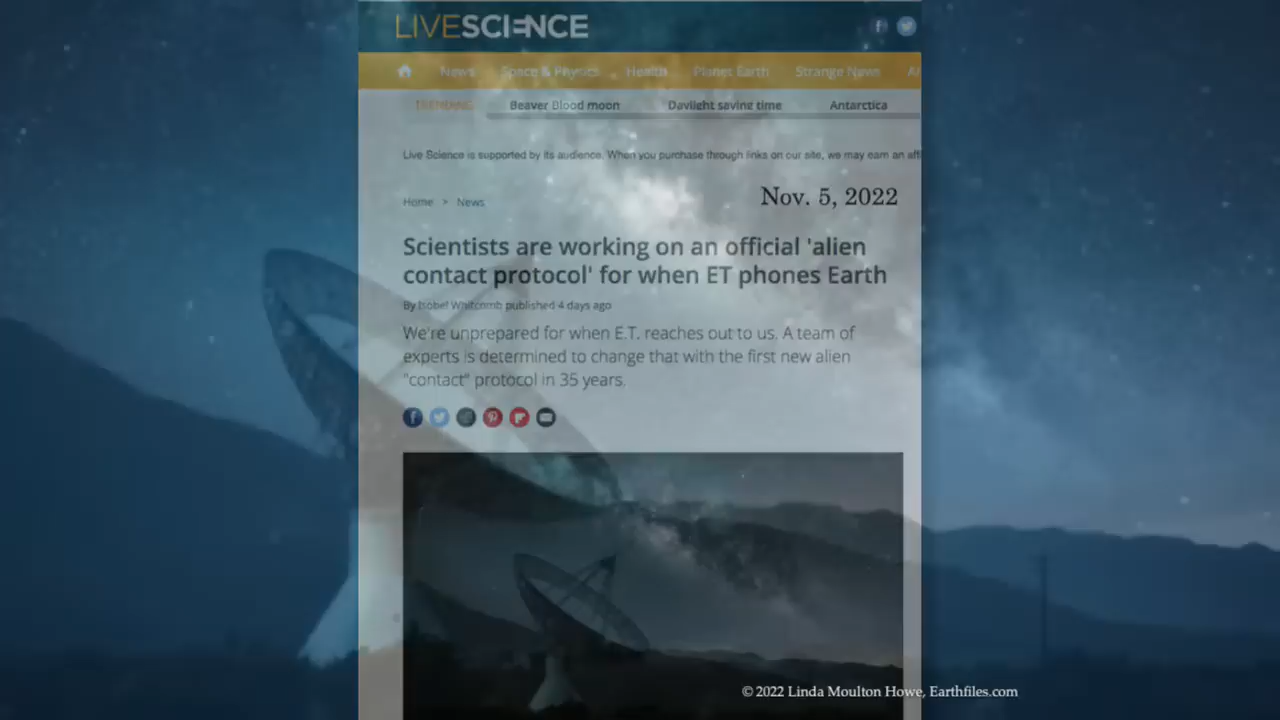 LIVESCIENCE
News Space & Physics Health Planet Earth Strange News
TRENDING Beaver Blood moon Daylight saving time Antarctica
Live Science is supported by its audience. When you purchase through links on our site, we may earn an affi
Home > News
Nov. 5, 2022
Scientists are working on an official 'alien
contact protocol' for when ET phones Earth
By Isobel Whitcomb published 4 days ago
We're unprepared for when E.T. reaches out to us. A team of
experts is determined to change that with the first new alien
"contact" protocol in 35 years.
© 2022 Linda Moulton Howe, Earthfiles.com